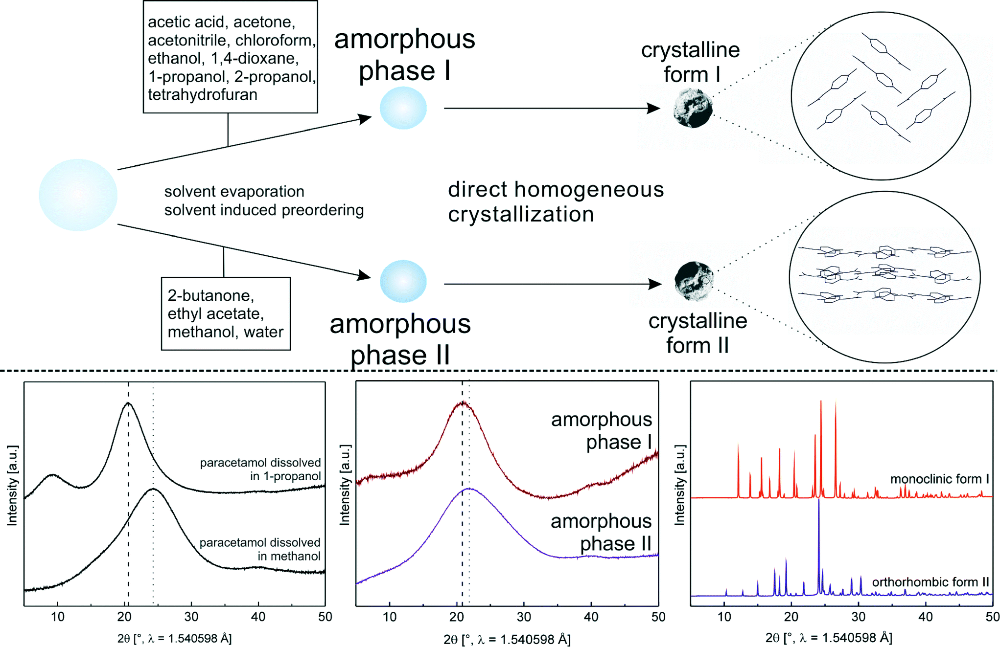 acetic acid, acetone,
acetonitrile, chloroform,
ethanol, 1,4-dioxane,
1-propanol, 2-propanol,
tetrahydrofuran
amorphous
phase I
crystalline
form I
solvent evaporation
solvent induced preordering
direct homogeneous
crystallization
2-butanone,
ethyl acetate,
methanol, water
amorphous
phase II
crystalline
form II
Intensity [a.u.]
paracetamol dissolved
in 1-propanol
paracetamol dissolved
in methanol
10 20 30 40 50
2θ [°, λ = 1.540598 Å]
Intensity [a.u.]
amorphous
phase I
amorphous
phase II
10 20 30 40 50
2θ [°, λ = 1.540598 Å]
Intensity [a.u.]
monoclinic form I
orthorhombic form II
10 20 30 40 50
2θ [°, λ = 1.540598 Å]